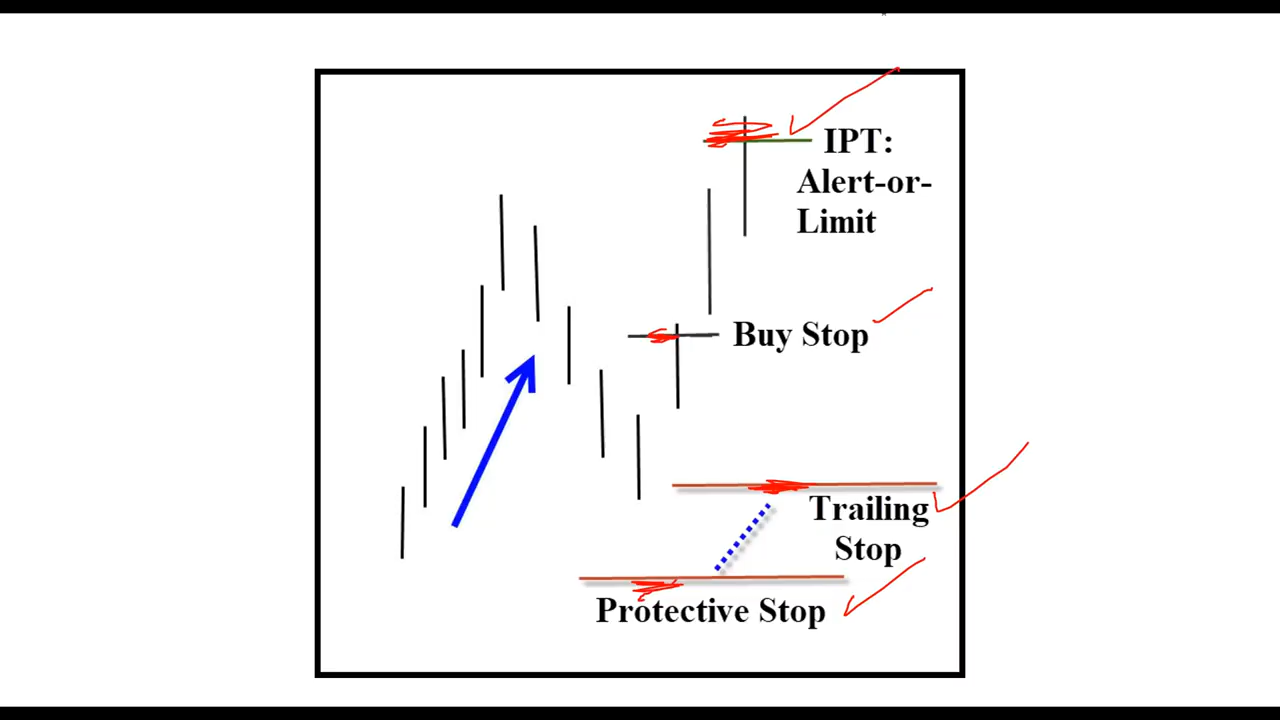 IPT:
Alert-or-
Limit
Buy Stop
Trailing
Stop
Protective Stop